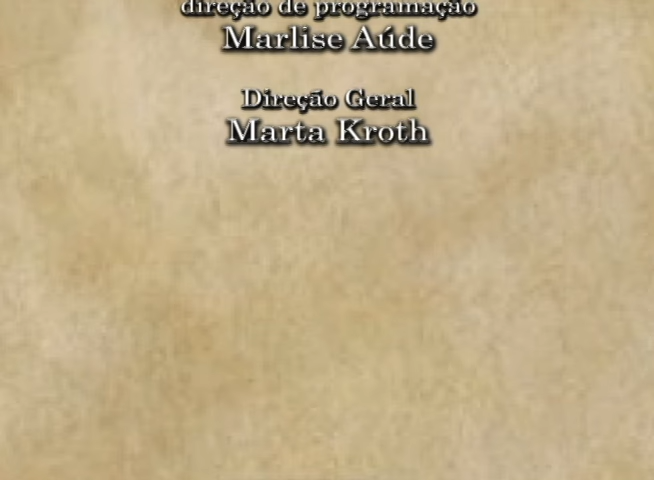 direção de programação
Marlise Aúde
Direção Geral
Marta Kroth